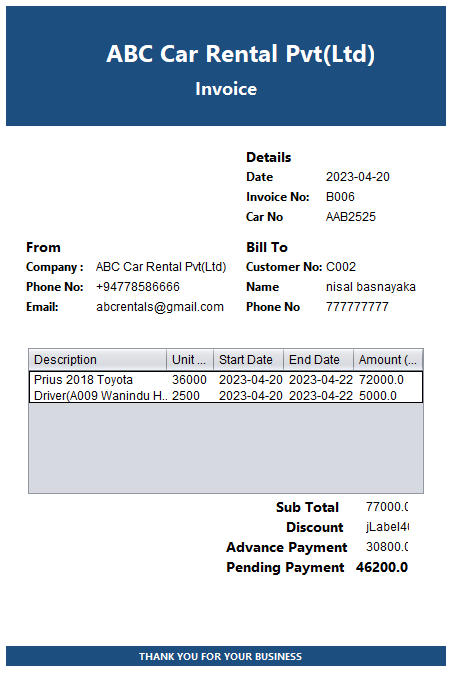 ABC Car Rental Pvt(Ltd)
Invoice
Details
Date 2023-04-20
Invoice No: B006
Car No AAB2525
From Bill To
Company : ABC Car Rental Pvt(Ltd) Customer No: C002
Phone No: +94778586666 Name nisal basnayaka
Email: abcrentals@gmail.com Phone No 777777777
Description Unit ... Start Date End Date Amount (...
Prius 2018 Toyota 36000 2023-04-20 2023-04-22 72000.0
Driver(A009 Wanindu H... 2500 2023-04-20 2023-04-22 5000.0
Sub Total 77000.0
Discount
Advance Payment 30800.0
Pending Payment 46200.0
THANK YOU FOR YOUR BUSINESS